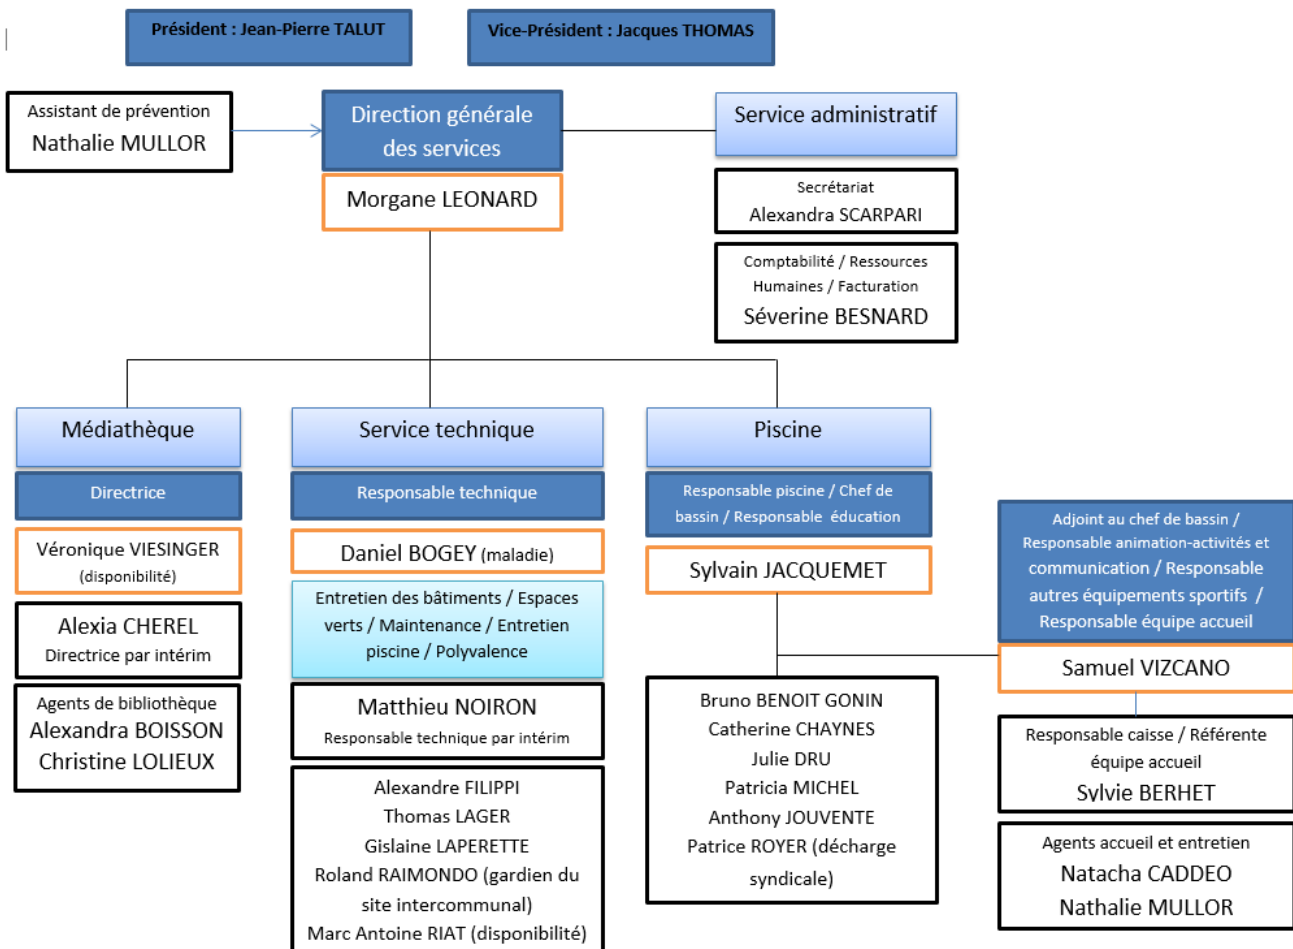 Président : Jean-Pierre TALUT
Vice-Président : Jacques THOMAS
Assistant de prévention
Nathalie MULLOR
Direction générale
des services
Morgane LEONARD
Service administratif
Secrétariat
Alexandra SCARPARI
Comptabilité / Ressources
Humaines / Facturation
Séverine BESNARD
Médiathèque
Directrice
Véronique VIESINGER
(disponibilité)
Alexia CHEREL
Directrice par intérim
Agents de bibliothèque
Alexandra BOISSON
Christine LOLIEUX
Service technique
Responsable technique
Daniel BOGEY (maladie)
Entretien des bâtiments / Espaces
verts / Maintenance / Entretien
piscine / Polyvalence
Matthieu NOIRON
Responsable technique par intérim
Alexandre FILIPPI
Thomas LAGER
Gislaine LAPERETTE
Roland RAIMONDO (gardien du
site intercommunal)
Marc Antoine RIAT (disponibilité)
Piscine
Responsable piscine / Chef de
bassin / Responsable éducation
Sylvain JACQUEMET
Bruno BENOIT GONIN
Catherine CHAYNES
Julie DRU
Patricia MICHEL
Anthony JOUVENTE
Patrice ROYER (décharge
syndicale)
Adjoint au chef de bassin /
Responsable animation-activités et
communication / Responsable
autres équipements sportifs /
Responsable équipe accueil
Samuel VIZCANO
Responsable caisse / Référente
équipe accueil
Sylvie BERHET
Agents accueil et entretien
Natacha CADDEO
Nathalie MULLOR